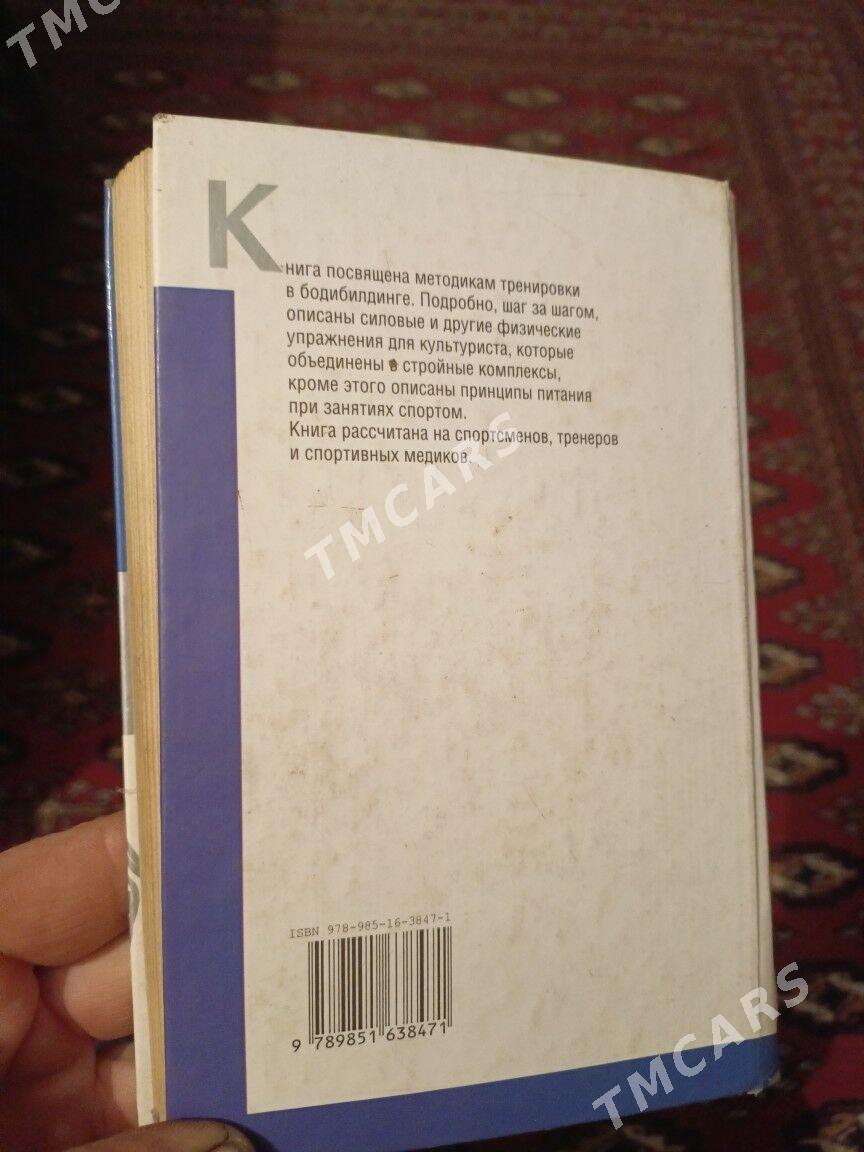 TMCARS
Книга посвящена методикам тренировки
в бодибилдинге. Подробно, шаг за шагом,
описаны силовые и другие физические
упражнения для культуриста, которые
объединены в стройные комплексы,
кроме этого описаны принципы питания
при занятиях спортом.
Книга рассчитана на спортсменов, тренеров
и спортивных медиков.
TMCARS
ISBN 978-985-16-3847-1
9 789851 638471
TMCARS